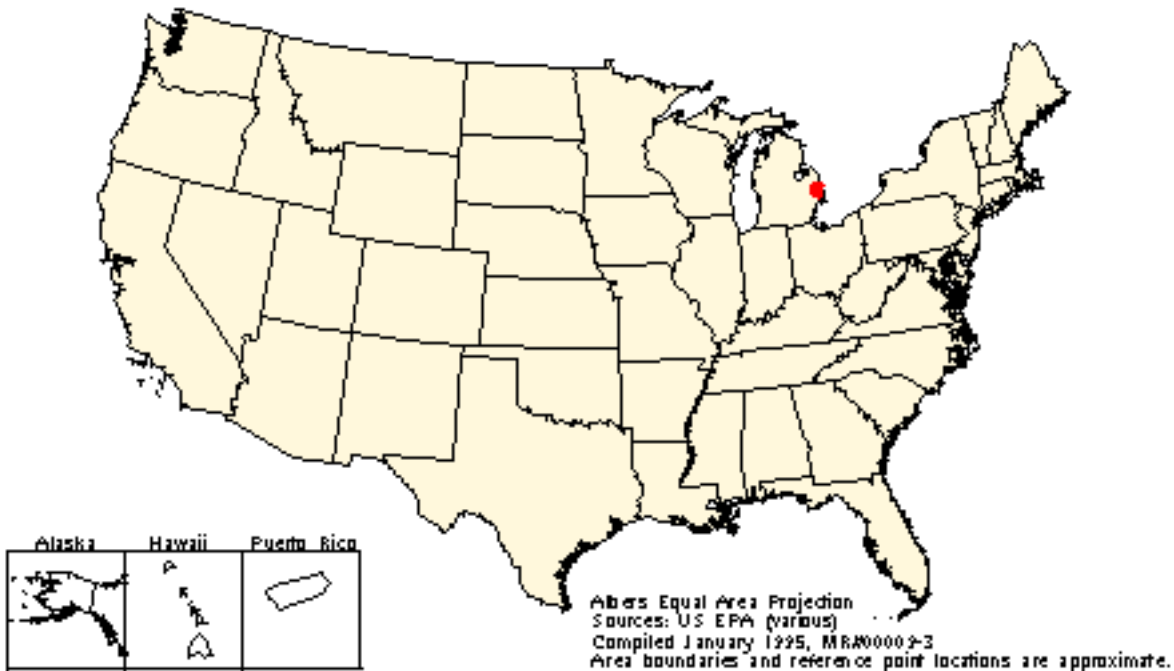 Alaska Hawaii Puerto Rico
Albers Equal Area Projection
Sources: US EPA (various)
Compiled January 1995, MR#00009-3
Area boundaries and reference point locations are approximate.